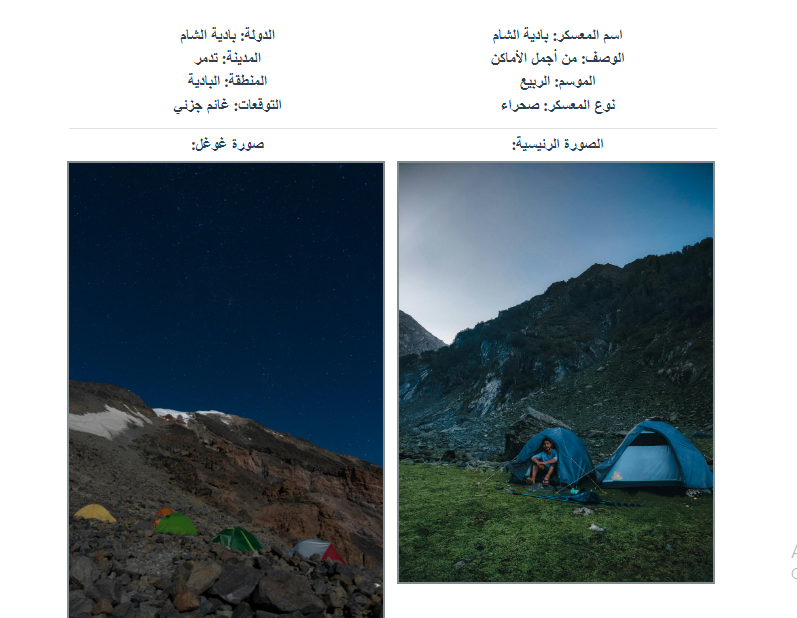 اسم المعسكر: بادية الشام
الدولة: بادية الشام
الوصف: من أجمل الأماكن
المدينة: تدمر
الموسم: الربيع
المنطقة: البادية
نوع المعسكر: صحراء
التوقعات: غائم جزئي
الصورة الرئيسية:
صورة غوغل: